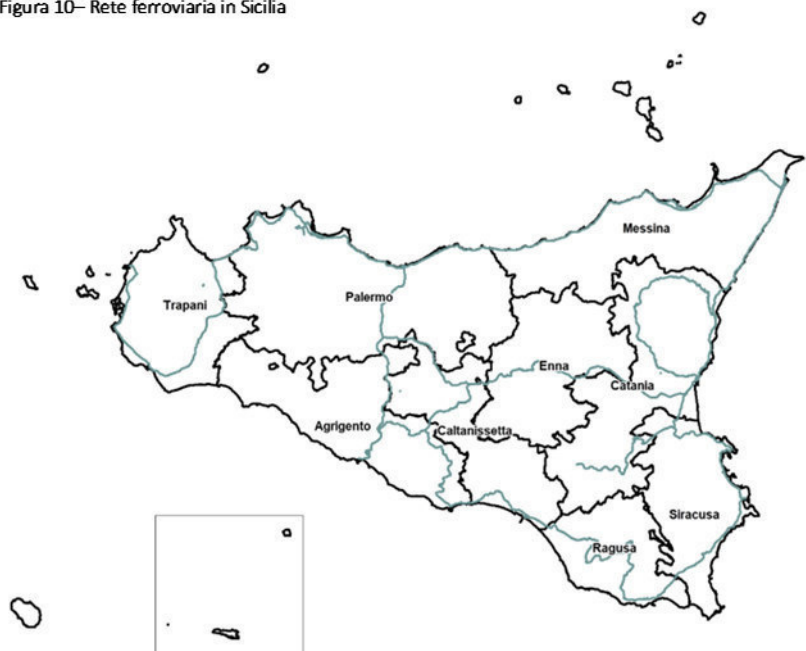 Figura 10– Rete ferroviaria in Sicilia
Messina
Trapani
Palermo
Enna
Catania
Agrigento
Caltanissetta
Siracusa
Ragusa